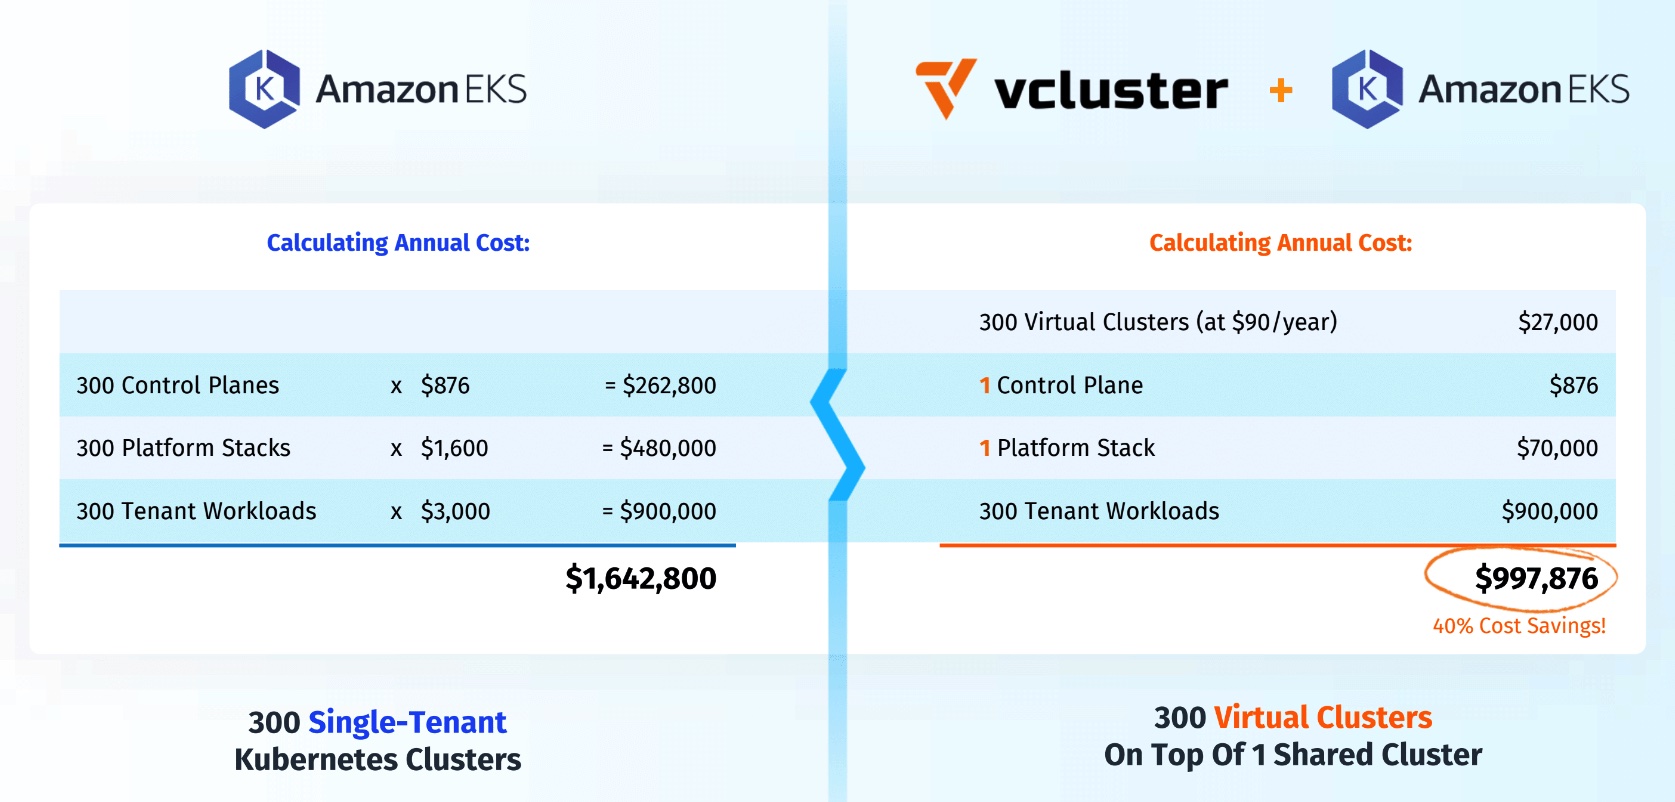 K Amazon EKS
vcluster + K Amazon EKS
Calculating Annual Cost:
300 Control Planes x $876 = $262,800
300 Platform Stacks x $1,600 = $480,000
300 Tenant Workloads x $3,000 = $900,000
$1,642,800
300 Single-Tenant
Kubernetes Clusters
Calculating Annual Cost:
300 Virtual Clusters (at $90/year) $27,000
1 Control Plane $876
1 Platform Stack $70,000
300 Tenant Workloads $900,000
$997,876
40% Cost Savings!
300 Virtual Clusters
On Top Of 1 Shared Cluster